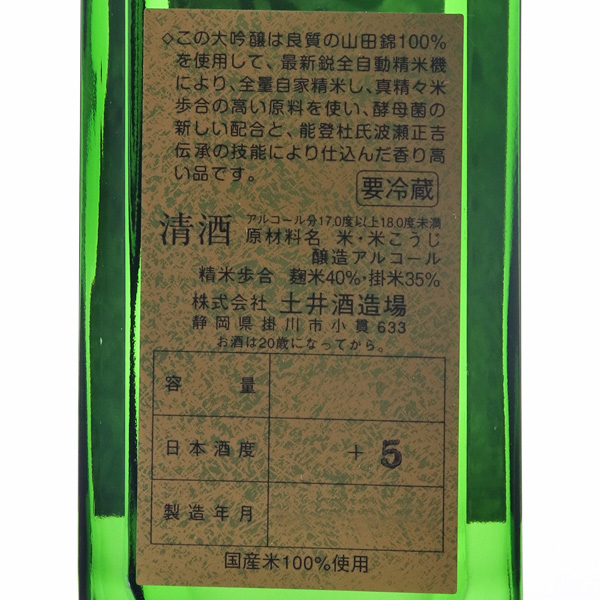 ◇この大吟醸は良質の山田錦100%
を使用して、最新鋭全自動精米機
により、全量自家精米し、真精々米
歩合の高い原料を使い、酵母菌の
新しい配合と、能登杜氏波瀬正吉
伝承の技能により仕込んだ香り高
い品です。
要冷蔵
清酒 アルコール分17.0度以上18.0度未満
原材料名 米・米こうじ
醸造アルコール
精米歩合 麹米40%・掛米35%
株式会社 土井酒造場
静岡県掛川市小貫633
お酒は20歳になってから。
容量
日本酒度 +5
製造年月
国産米100%使用